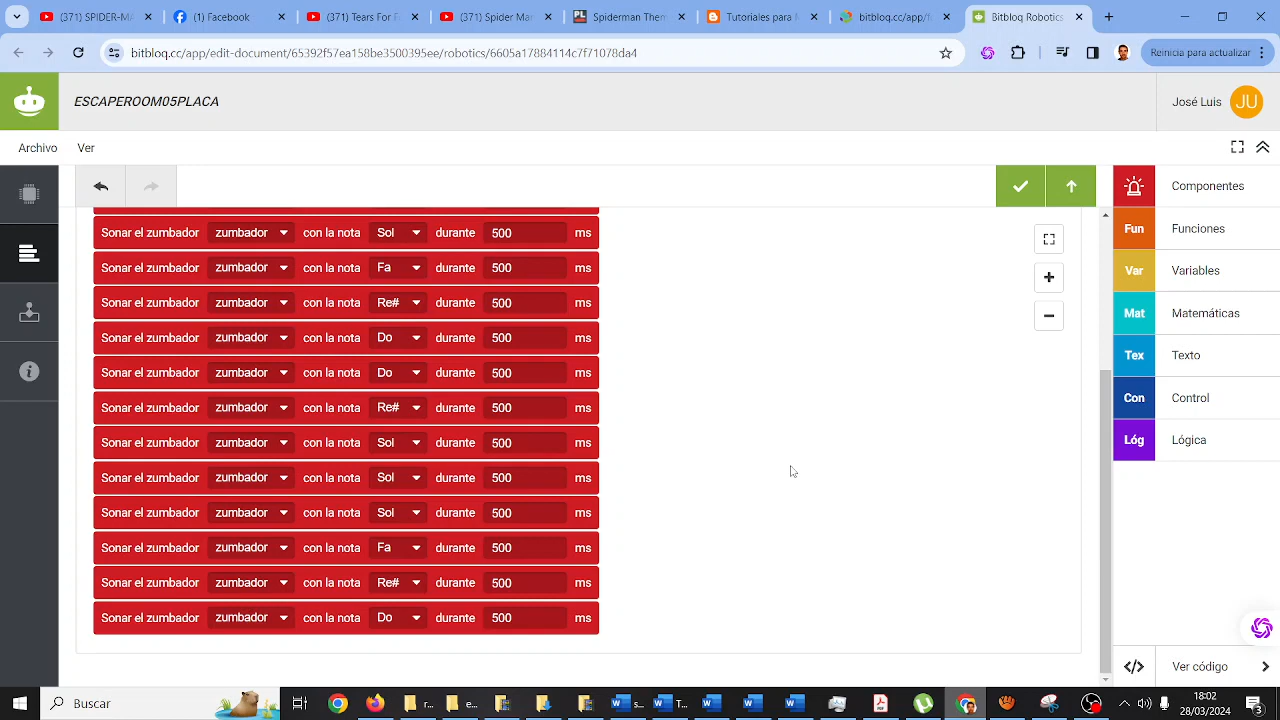 (1) Facebook
(371) Tears For F
(371) Spider Ma
Spiderman Then
Tutoriales para l
bitbloq.cc/app/t
Bitbloq Robotics
bitbloq.cc/app/edit-document/65392f57ea158be3500395ee/robotics/6605a17884114c7f71078da4
Reiniciar para actualizar
ESCAPEROOM05PLACA
José Luis
JU
Archivo
Ver
Componentes
Sonar el zumbador zumbador con la nota Sol durante 500 ms
Fun Funciones
Sonar el zumbador zumbador con la nota Fa durante 500 ms
Var Variables
Sonar el zumbador zumbador con la nota Re# durante 500 ms
Mat Matemáticas
Sonar el zumbador zumbador con la nota Do durante 500 ms
Tex Texto
Sonar el zumbador zumbador con la nota Do durante 500 ms
Con Control
Sonar el zumbador zumbador con la nota Re# durante 500 ms
Lóg Lógica
Sonar el zumbador zumbador con la nota Sol durante 500 ms
Sonar el zumbador zumbador con la nota Sol durante 500 ms
Sonar el zumbador zumbador con la nota Sol durante 500 ms
Sonar el zumbador zumbador con la nota Fa durante 500 ms
Sonar el zumbador zumbador con la nota Re# durante 500 ms
Sonar el zumbador zumbador con la nota Do durante 500 ms
</> Ver código
Buscar
18:02
28/03/2024